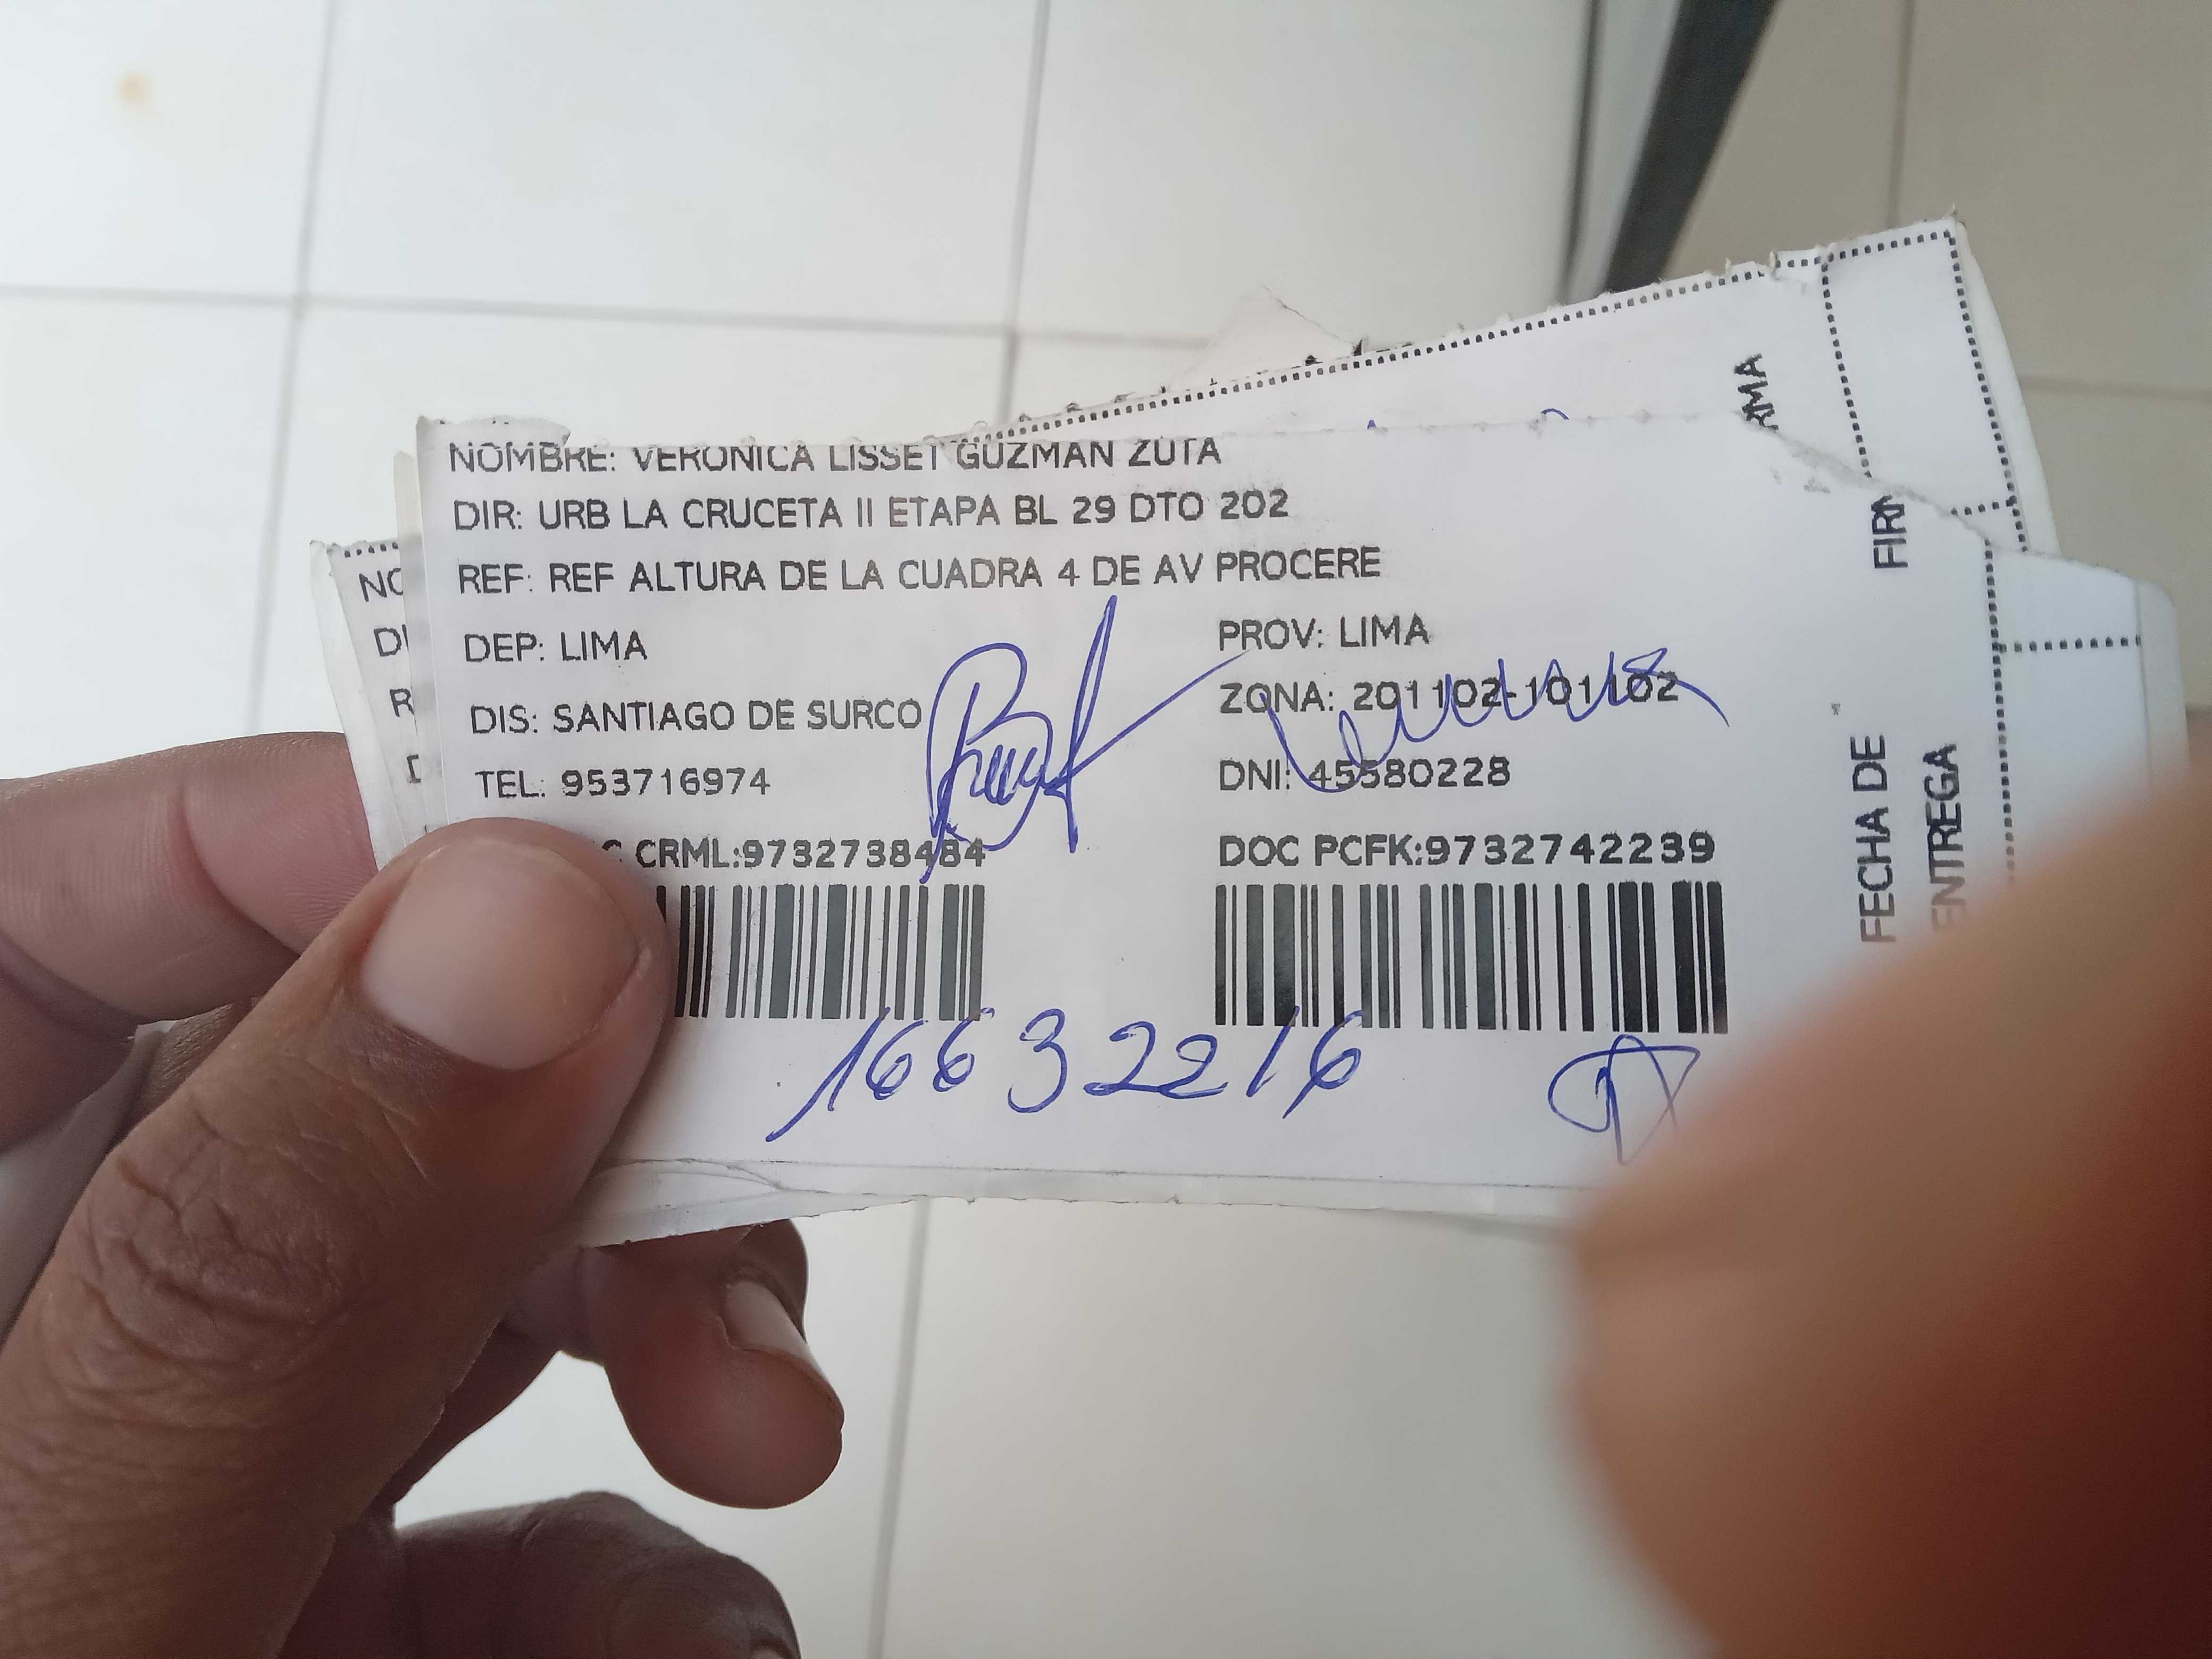 NOMBRE: VERONICA LISSET GUZMAN ZUTA
DIR: URB LA CRUCETA II ETAPA BL 29 DTO 202
REF: REF ALTURA DE LA CUADRA 4 DE AV PROCERE
DEP: LIMA PROV: LIMA
DIS: SANTIAGO DE SURCO ZONA: 201102-101102
TEL: 953716974 DNI: 45580228
CRML:9732738484 DOC PCFK:9732742239
16632216
FECHA DE
ENTREGA